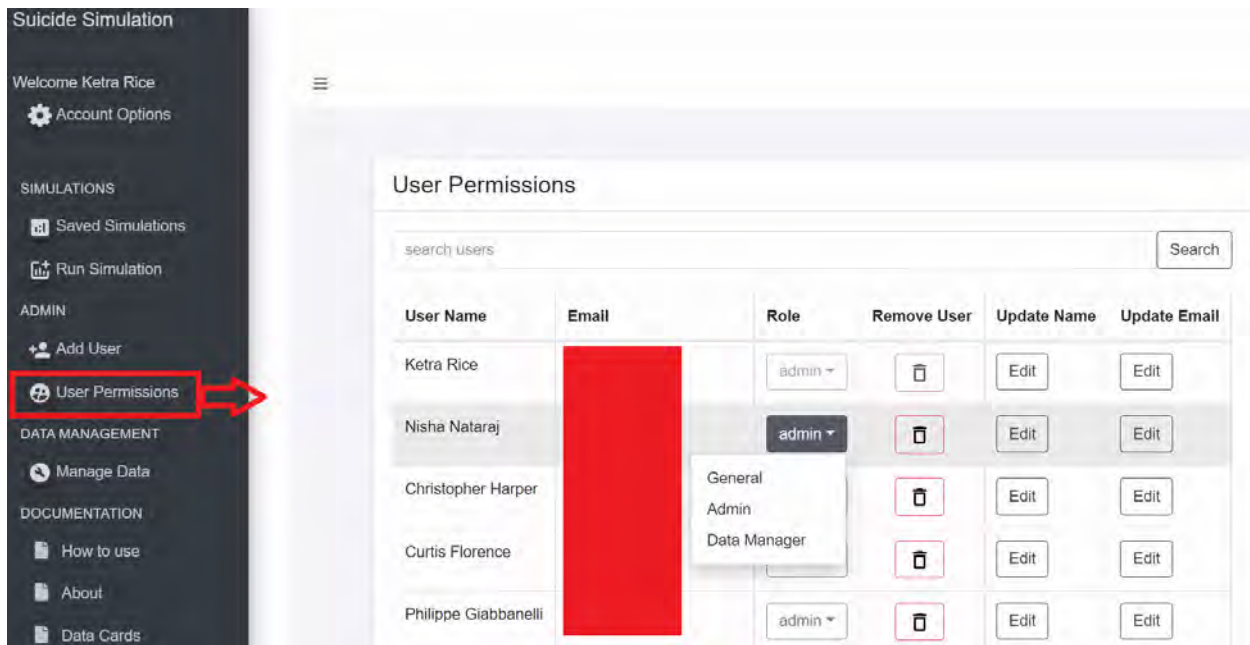 Suicide Simulation
Welcome Ketra Rice
Account Options
SIMULATIONS
Saved Simulations
Run Simulation
ADMIN
Add User
User Permissions
DATA MANAGEMENT
Manage Data
DOCUMENTATION
How to use
About
Data Cards
User Permissions
search users Search
User Name Email Role Remove User Update Name Update Email
Ketra Rice admin Edit Edit
Nisha Nataraj admin Edit Edit
General
Christopher Harper Edit Edit
Admin
Data Manager
Curtis Florence Edit Edit
Philippe Giabbanelli admin Edit Edit